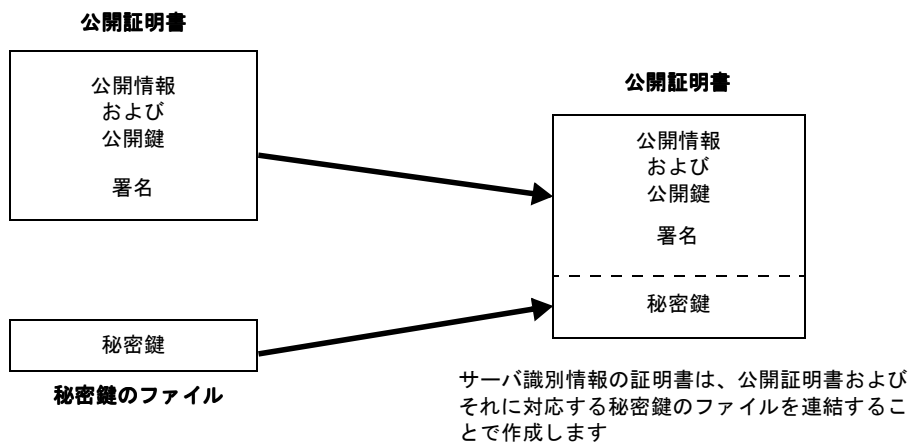 公開証明書
公開情報
および
公開鍵
署名
秘密鍵
秘密鍵のファイル
公開証明書
公開情報
および
公開鍵
署名
秘密鍵
サーバ識別情報の証明書は、公開証明書および
それに対応する秘密鍵のファイルを連結するこ
とで作成します